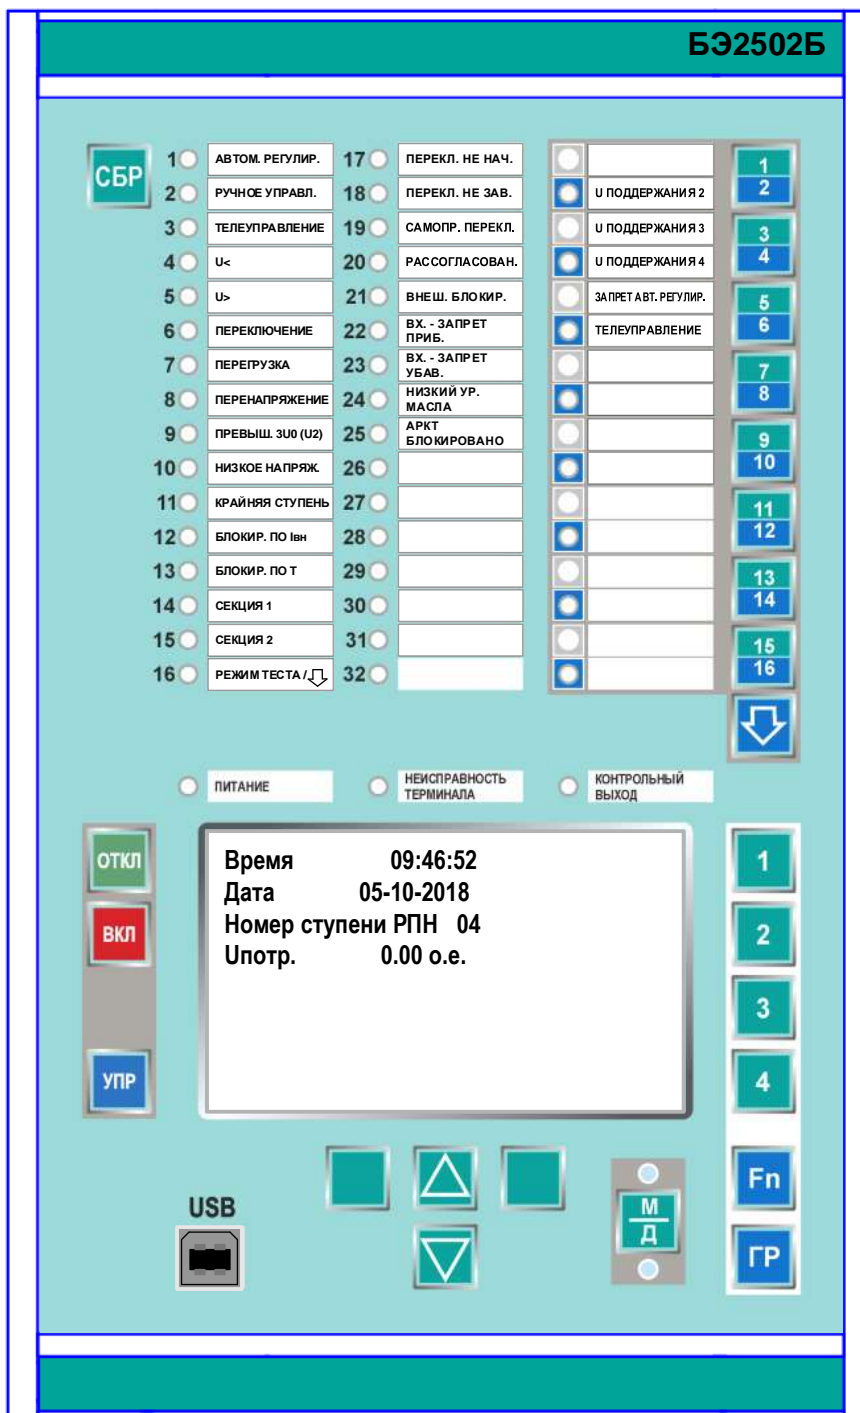 БЭ2502Б
СБР
1 АВТОМ. РЕГУЛИР.
2 РУЧНОЕ УПРАВЛ.
3 ТЕЛЕУПРАВЛЕНИЕ
4 U<
5 U>
6 ПЕРЕКЛЮЧЕНИЕ
7 ПЕРЕГРУЗКА
8 ПЕРЕНАПРЯЖЕНИЕ
9 ПРЕВЫШ. 3U0 (U2)
10 НИЗКОЕ НАПРЯЖ.
11 КРАЙНЯЯ СТУПЕНЬ
12 БЛОКИР. ПО Iвн
13 БЛОКИР. ПО Т
14 СЕКЦИЯ 1
15 СЕКЦИЯ 2
16 РЕЖИМ ТЕСТА /
17 ПЕРЕКЛ. НЕ НАЧ.
18 ПЕРЕКЛ. НЕ ЗАВ.
19 САМОПР. ПЕРЕКЛ.
20 РАССОГЛАСОВАН.
21 ВНЕШ. БЛОКИР.
22 ВХ. - ЗАПРЕТ
ПРИБ.
23 ВХ. - ЗАПРЕТ
УБАВ.
24 НИЗКИЙ УР.
МАСЛА
25 АРКТ
БЛОКИРОВАНО
26
27
28
29
30
31
32
U ПОДДЕРЖАНИЯ 2
U ПОДДЕРЖАНИЯ 3
U ПОДДЕРЖАНИЯ 4
ЗАПРЕТ АВТ. РЕГУЛИР.
ТЕЛЕУПРАВЛЕНИЕ
1
2
3
4
5
6
7
8
9
10
11
12
13
14
15
16
ПИТАНИЕ
НЕИСПРАВНОСТЬ
ТЕРМИНАЛА
КОНТРОЛЬНЫЙ
ВЫХОД
ОТКЛ
ВКЛ
УПР
Время 09:46:52
Дата 05-10-2018
Номер ступени РПН 04
Uпотр. 0.00 о.е.
1
2
3
4
Fn
ГР
USB
М
Д